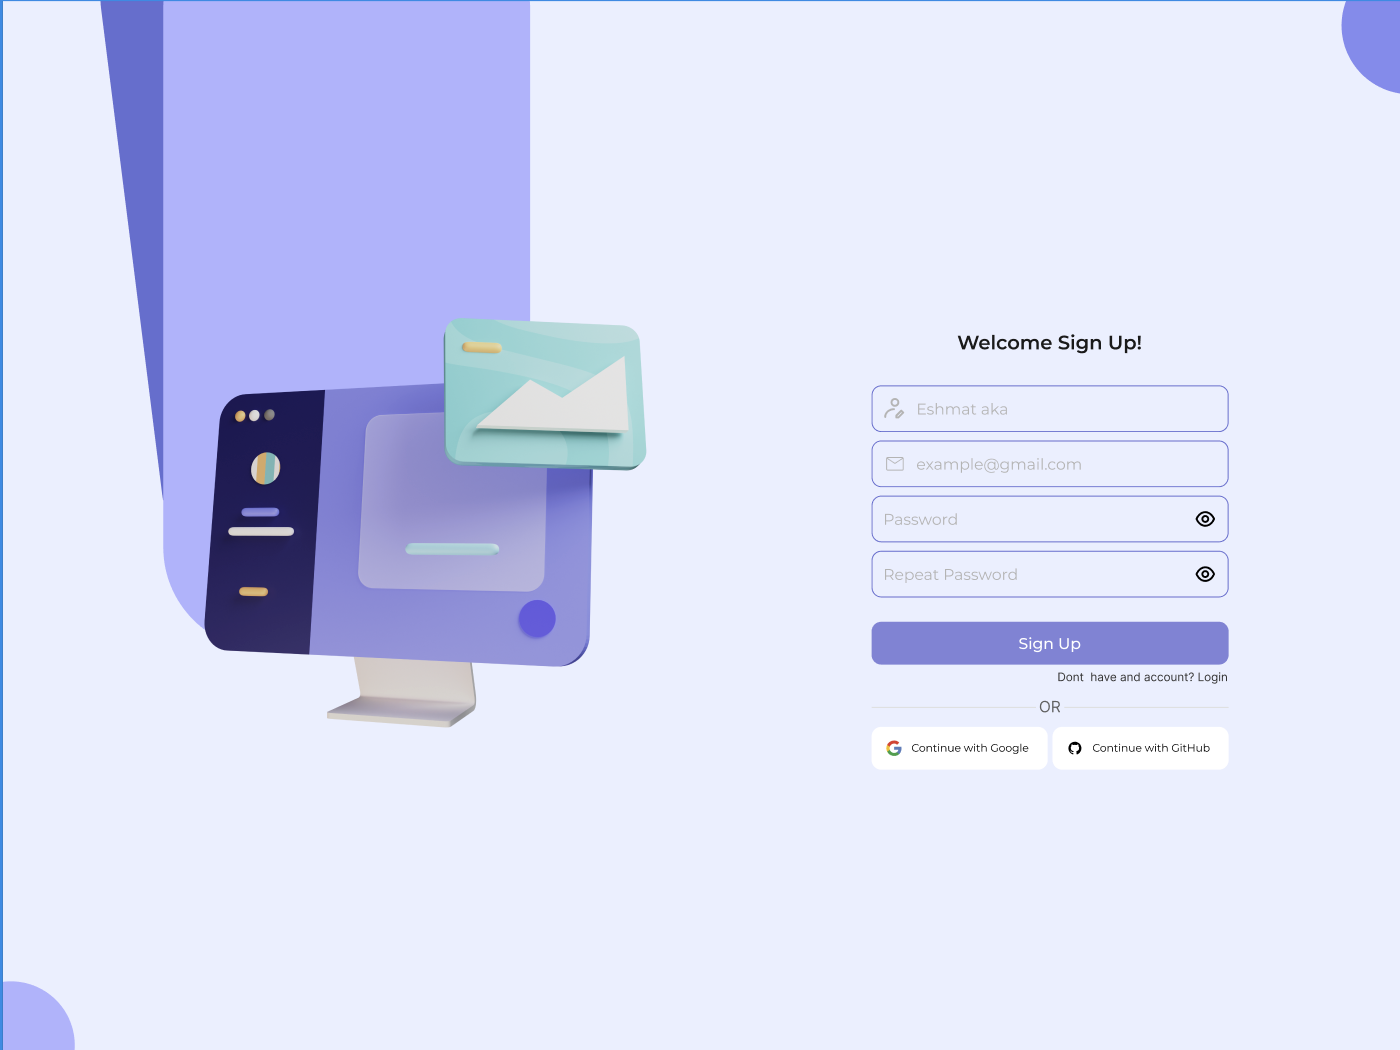 Welcome Sign Up!
Eshmat aka
example@gmail.com
Password
Repeat Password
Sign Up
Dont  have and account? Login
OR
Continue with Google
Continue with GitHub